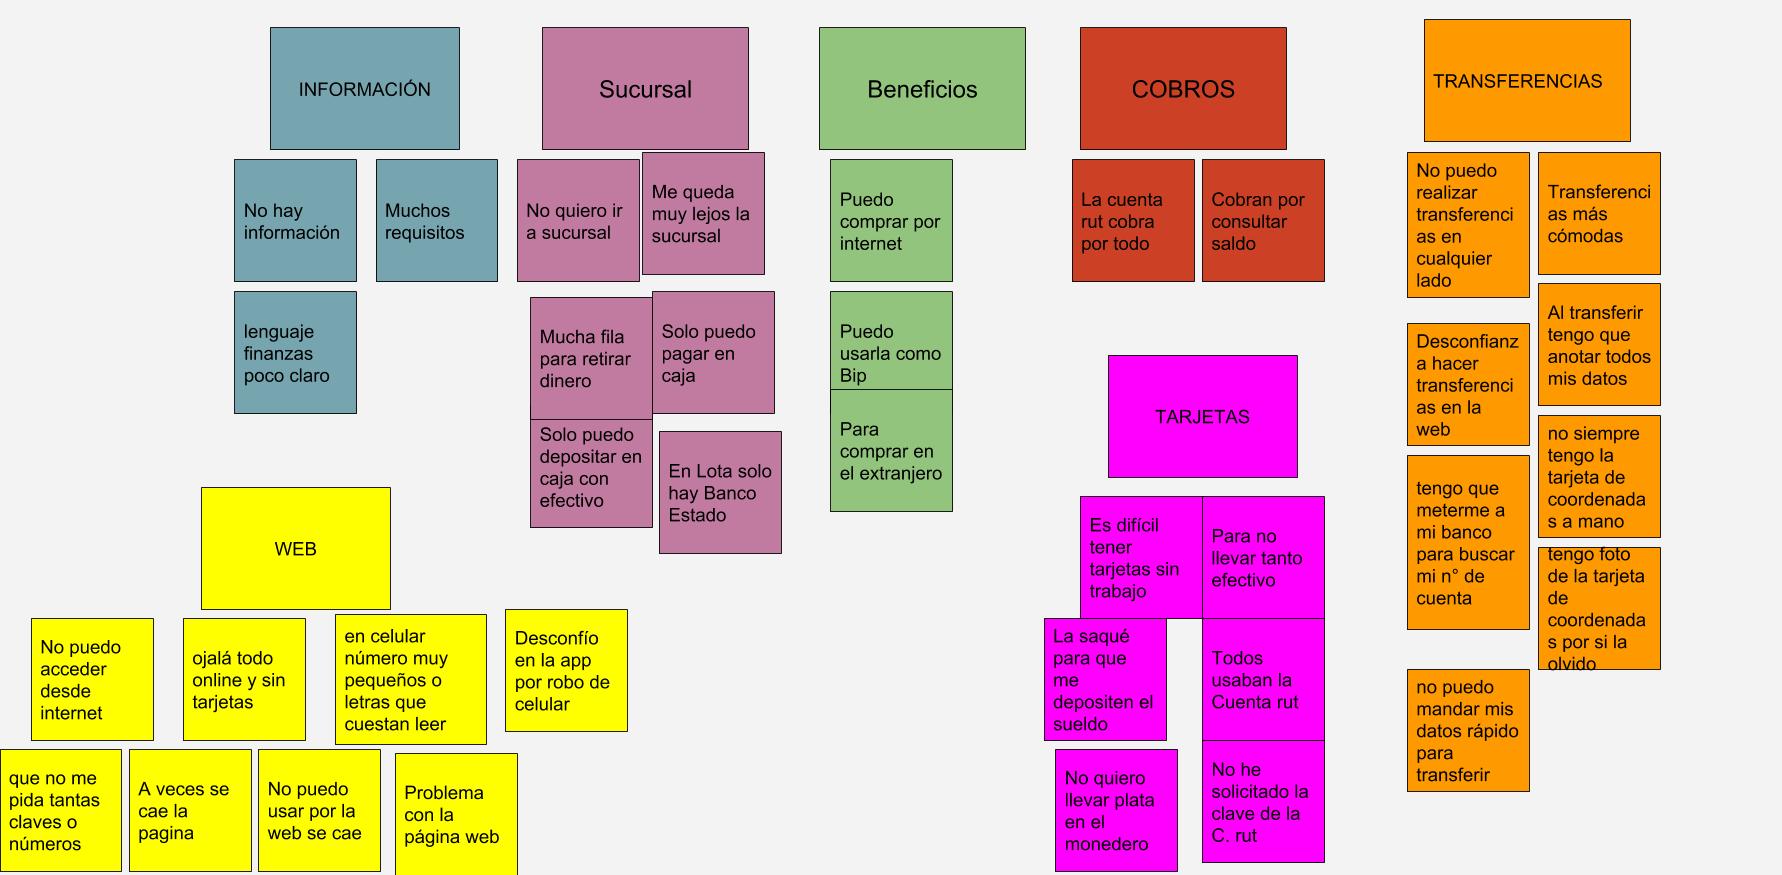 INFORMACIÓN
No hay
información
Muchos
requisitos
lenguaje
finanzas
poco claro
Sucursal
No quiero ir
a sucursal
Me queda
muy lejos la
sucursal
Mucha fila
para retirar
dinero
Solo puedo
pagar en
caja
Solo puedo
depositar en
caja con
efectivo
En Lota solo
hay Banco
Estado
Beneficios
Puedo
comprar por
internet
Puedo
usarla como
Bip
Para
comprar en
el extranjero
COBROS
La cuenta
rut cobra
por todo
Cobran por
consultar
saldo
TRANSFERENCIAS
No puedo
realizar
transferenci
as en
cualquier
lado
Transferenci
as más
cómodas
Desconfianz
a hacer
transferenci
as en la
web
Al transferir
tengo que
anotar todos
mis datos
tengo que
meterme a
mi banco
para buscar
mi n° de
cuenta
no siempre
tengo la
tarjeta de
coordenada
s a mano
tengo foto
de la tarjeta
de
coordenada
s por si la
olvido
no puedo
mandar mis
datos rápido
para
transferir
TARJETAS
Es difícil
tener
tarjetas sin
trabajo
Para no
llevar tanto
efectivo
La saqué
para que
me
depositen el
sueldo
Todos
usaban la
Cuenta rut
No quiero
llevar plata
en el
monedero
No he
solicitado la
clave de la
C. rut
WEB
No puedo
acceder
desde
internet
ojalá todo
online y sin
tarjetas
en celular
número muy
pequeños o
letras que
cuestan leer
Desconfío
en la app
por robo de
celular
que no me
pida tantas
claves o
números
A veces se
cae la
pagina
No puedo
usar por la
web se cae
Problema
con la
página web